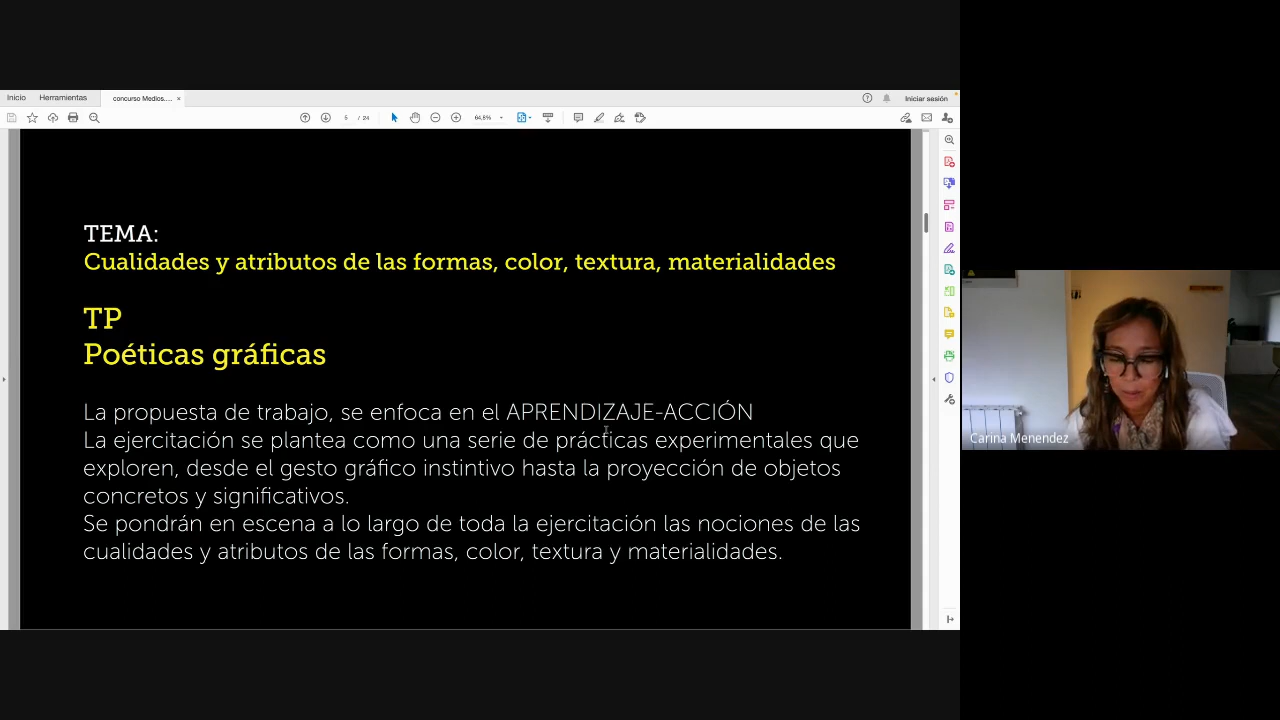 Inicio Herramientas concurso Medios.... × Iniciar sesión
5 / 24 64,5%
TEMA:
Cualidades y atributos de las formas, color, textura, materialidades
TP
Poéticas gráficas
La propuesta de trabajo, se enfoca en el APRENDIZAJE-ACCIÓN
La ejercitación se plantea como una serie de prácticas experimentales que
exploren, desde el gesto gráfico instintivo hasta la proyección de objetos
concretos y significativos.
Se pondrán en escena a lo largo de toda la ejercitación las nociones de las
cualidades y atributos de las formas, color, textura y materialidades.
Carina Menendez